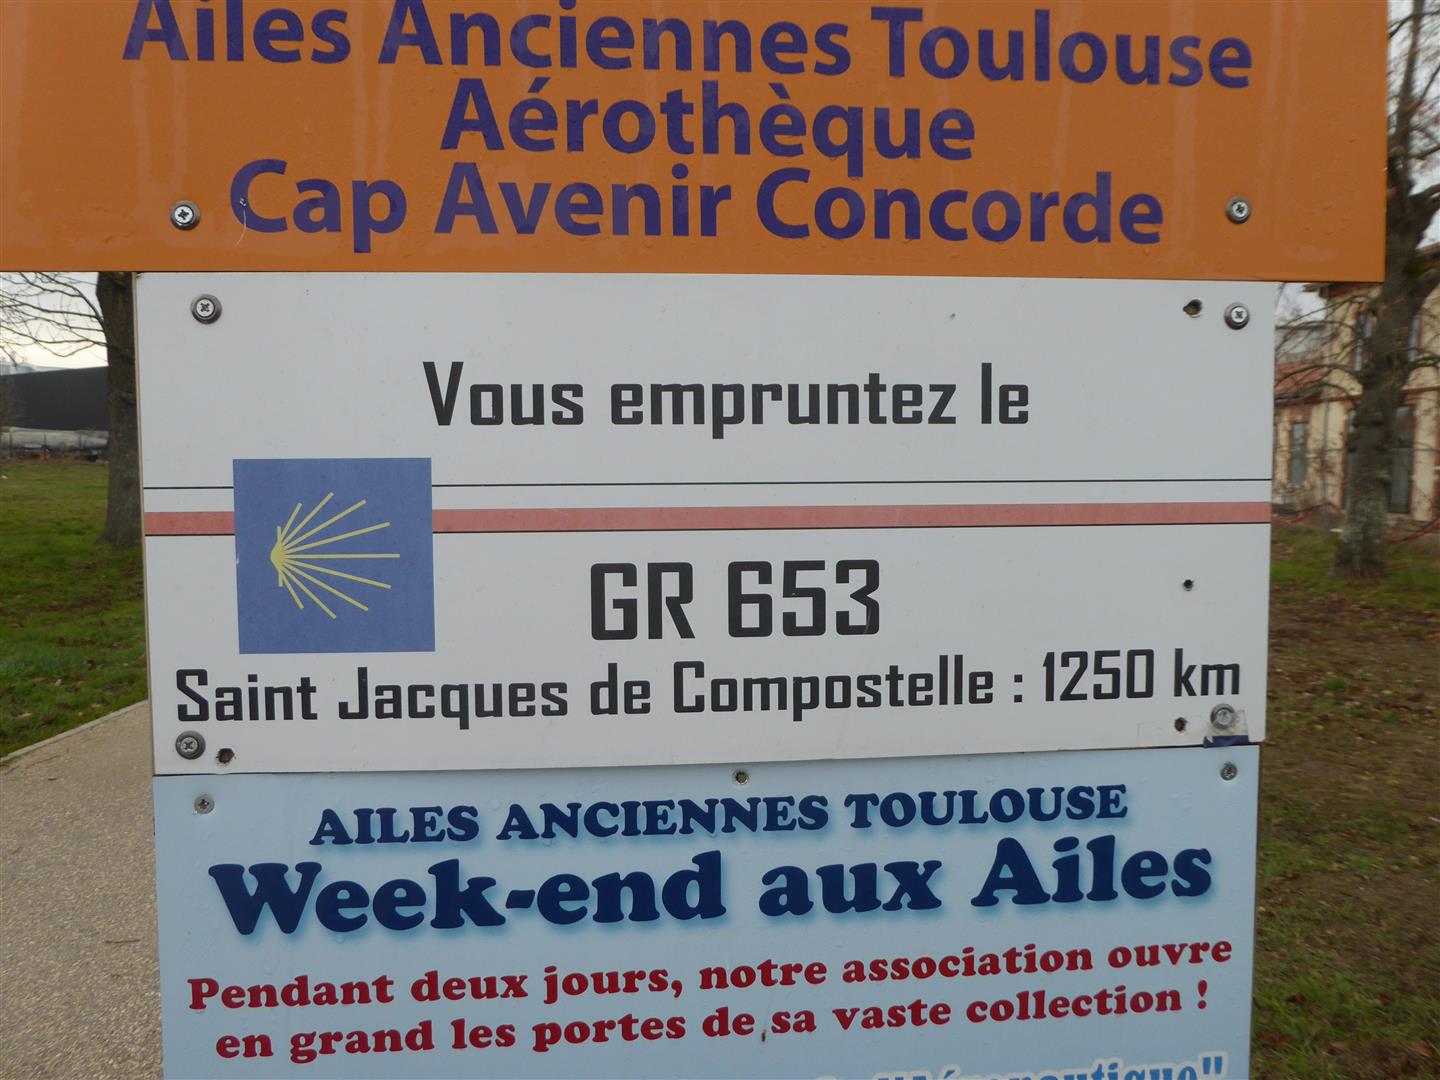 Ailes Anciennes Toulouse
Aérothèque
Cap Avenir Concorde
Vous empruntez le
GR 653
Saint Jacques de Compostelle : 1250 km
AILES ANCIENNES TOULOUSE
Week-end aux Ailes
Pendant deux jours, notre association ouvre
en grand les portes de sa vaste collection !